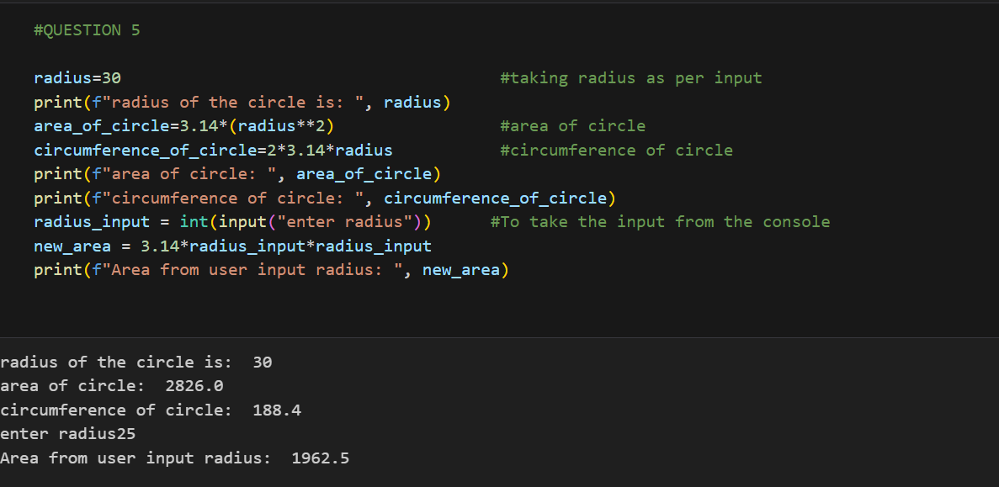 #QUESTION 5
radius=30 #taking radius as per input
print(f"radius of the circle is: ", radius)
area_of_circle=3.14*(radius**2) #area of circle
circumference_of_circle=2*3.14*radius #circumference of circle
print(f"area of circle: ", area_of_circle)
print(f"circumference of circle: ", circumference_of_circle)
radius_input = int(input("enter radius")) #To take the input from the console
new_area = 3.14*radius_input*radius_input
print(f"Area from user input radius: ", new_area)
radius of the circle is:  30
area of circle:  2826.0
circumference of circle:  188.4
enter radius25
Area from user input radius:  1962.5